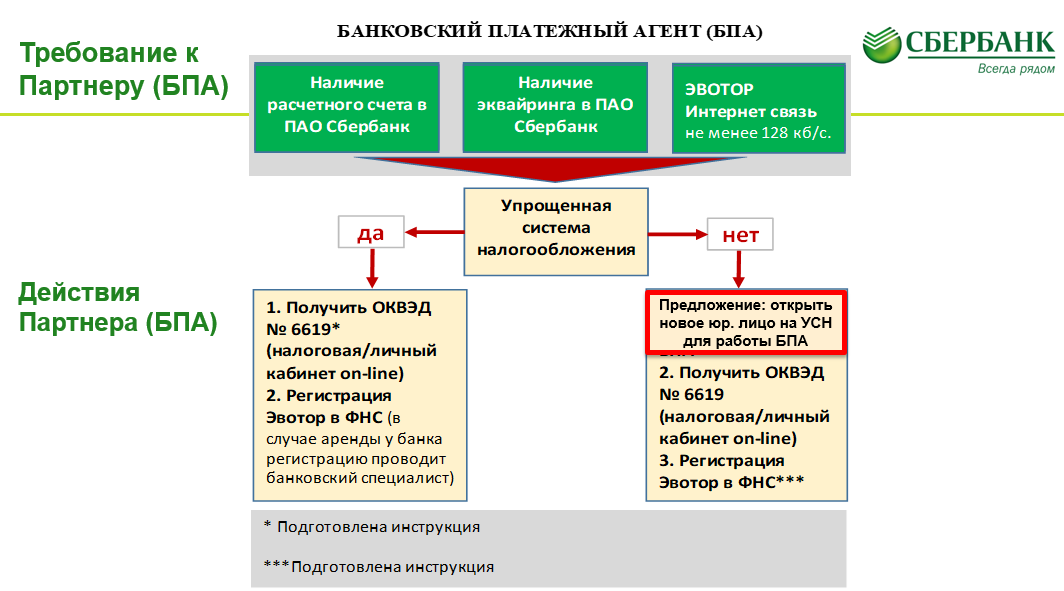 БАНКОВСКИЙ ПЛАТЕЖНЫЙ АГЕНТ (БПА)
Требование к
Партнеру (БПА)
СБЕРБАНК
Всегда рядом
Наличие
расчетного счета в
ПАО Сбербанк
Наличие
эквайринга в ПАО
Сбербанк
ЭВОТОР
Интернет связь
не менее 128 кб/с.
Упрощенная
система
налогообложения
да
нет
Действия
Партнера (БПА)
1. Получить ОКВЭД
№ 6619*
(налоговая/личный
кабинет on-line)
2. Регистрация
Эвотор в ФНС (в
случае аренды у банка
регистрацию проводит
банковский специалист)
Предложение: открыть
новое юр. лицо на УСН
для работы БПА
2. Получить ОКВЭД
№ 6619
(налоговая/личный
кабинет on-line)
3. Регистрация
Эвотор в ФНС***
* Подготовлена инструкция
***Подготовлена инструкция